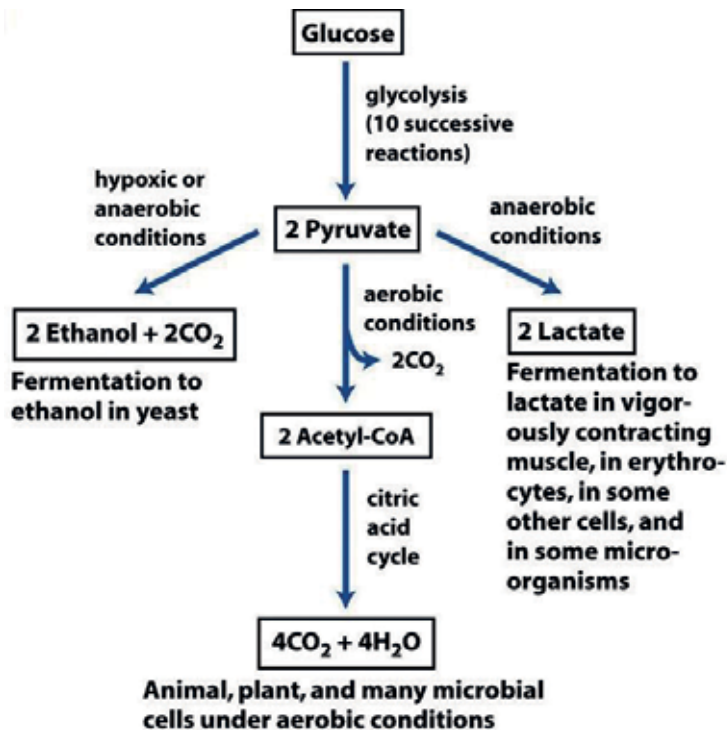 Glucose
glycolysis
(10 successive
reactions)
hypoxic or
anaerobic
conditions
2 Pyruvate
anaerobic
conditions
2 Ethanol + 2CO₂
Fermentation to
ethanol in yeast
aerobic
conditions
2CO₂
2 Lactate
Fermentation to
lactate in vigor-
ously contracting
muscle, in erythro-
cytes, in some
other cells, and
in some micro-
organisms
2 Acetyl-CoA
citric
acid
cycle
4CO₂ + 4H₂O
Animal, plant, and many microbial
cells under aerobic conditions